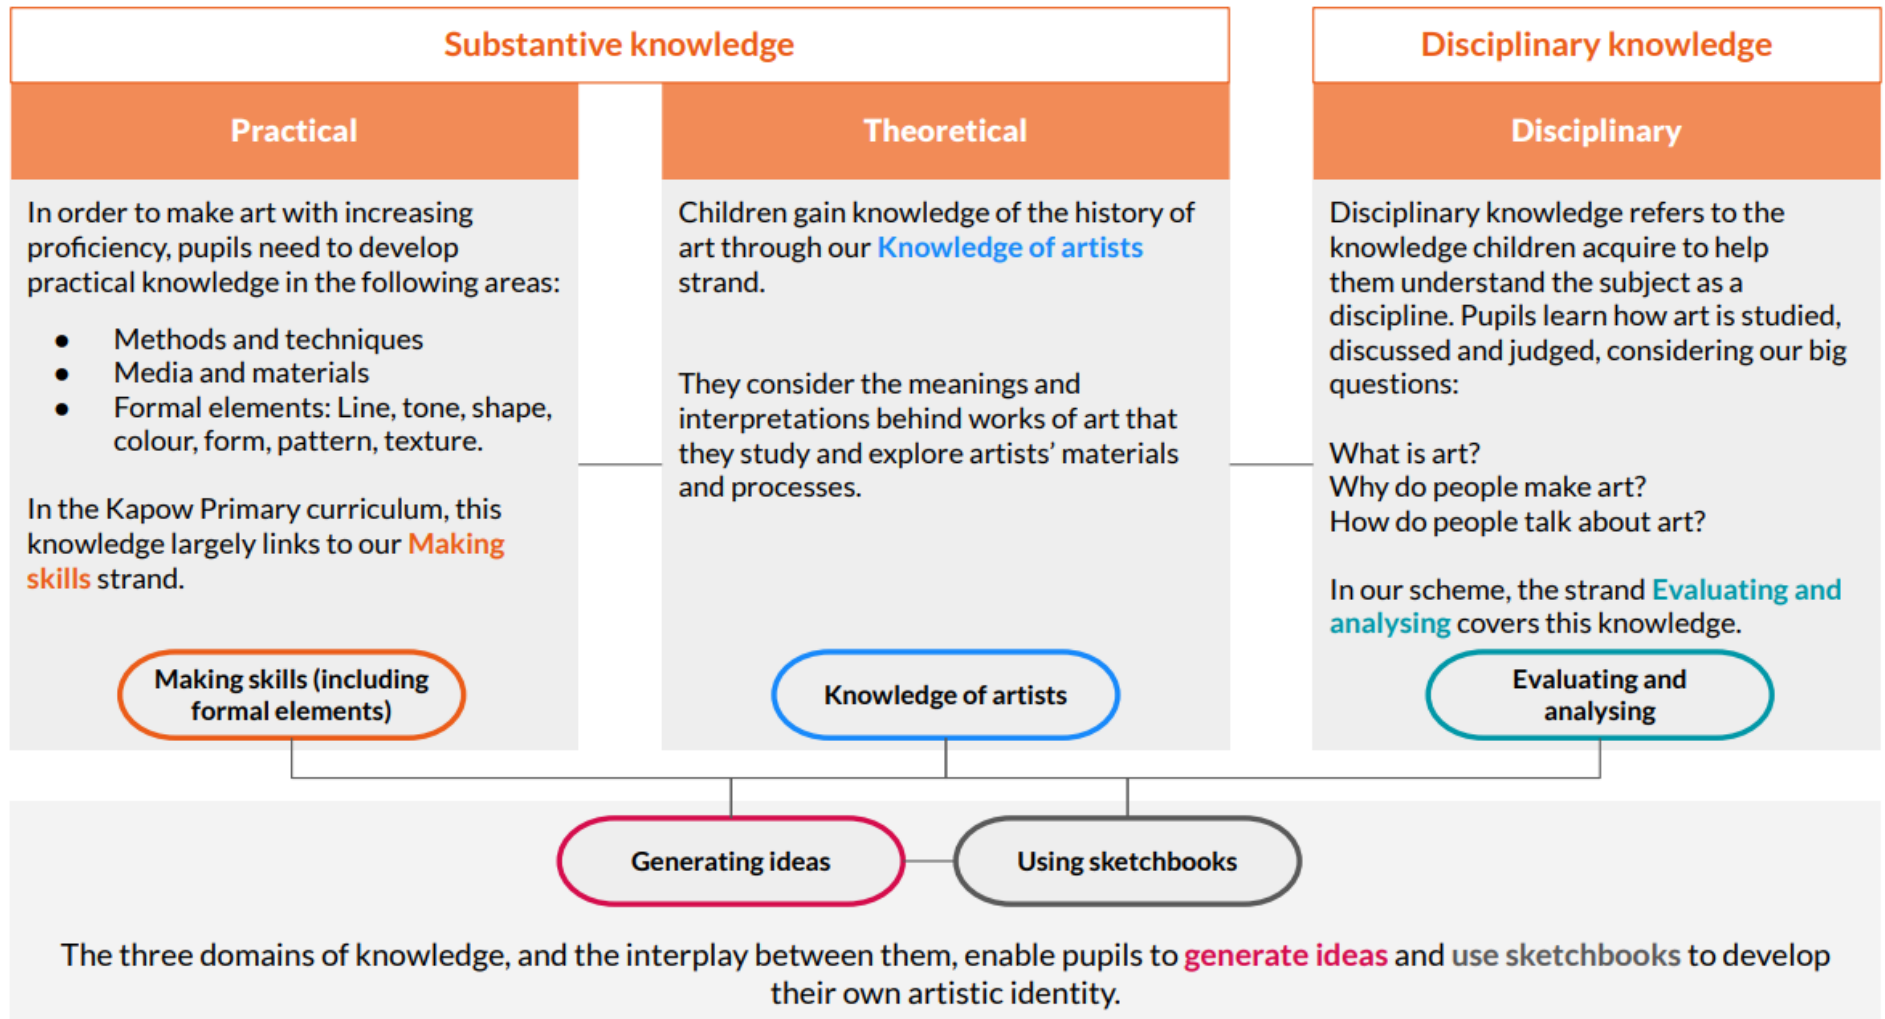 Substantive knowledge
Disciplinary knowledge
Practical
Theoretical
Disciplinary
In order to make art with increasing
proficiency, pupils need to develop
practical knowledge in the following areas:
● Methods and techniques
● Media and materials
● Formal elements: Line, tone, shape,
colour, form, pattern, texture.
In the Kapow Primary curriculum, this
knowledge largely links to our Making
skills strand.
Making skills (including
formal elements)
Children gain knowledge of the history of
art through our Knowledge of artists
strand.
They consider the meanings and
interpretations behind works of art that
they study and explore artists’ materials
and processes.
Knowledge of artists
Disciplinary knowledge refers to the
knowledge children acquire to help
them understand the subject as a
discipline. Pupils learn how art is studied,
discussed and judged, considering our big
questions:
What is art?
Why do people make art?
How do people talk about art?
In our scheme, the strand Evaluating and
analysing covers this knowledge.
Evaluating and
analysing
Generating ideas
Using sketchbooks
The three domains of knowledge, and the interplay between them, enable pupils to generate ideas and use sketchbooks to develop
their own artistic identity.